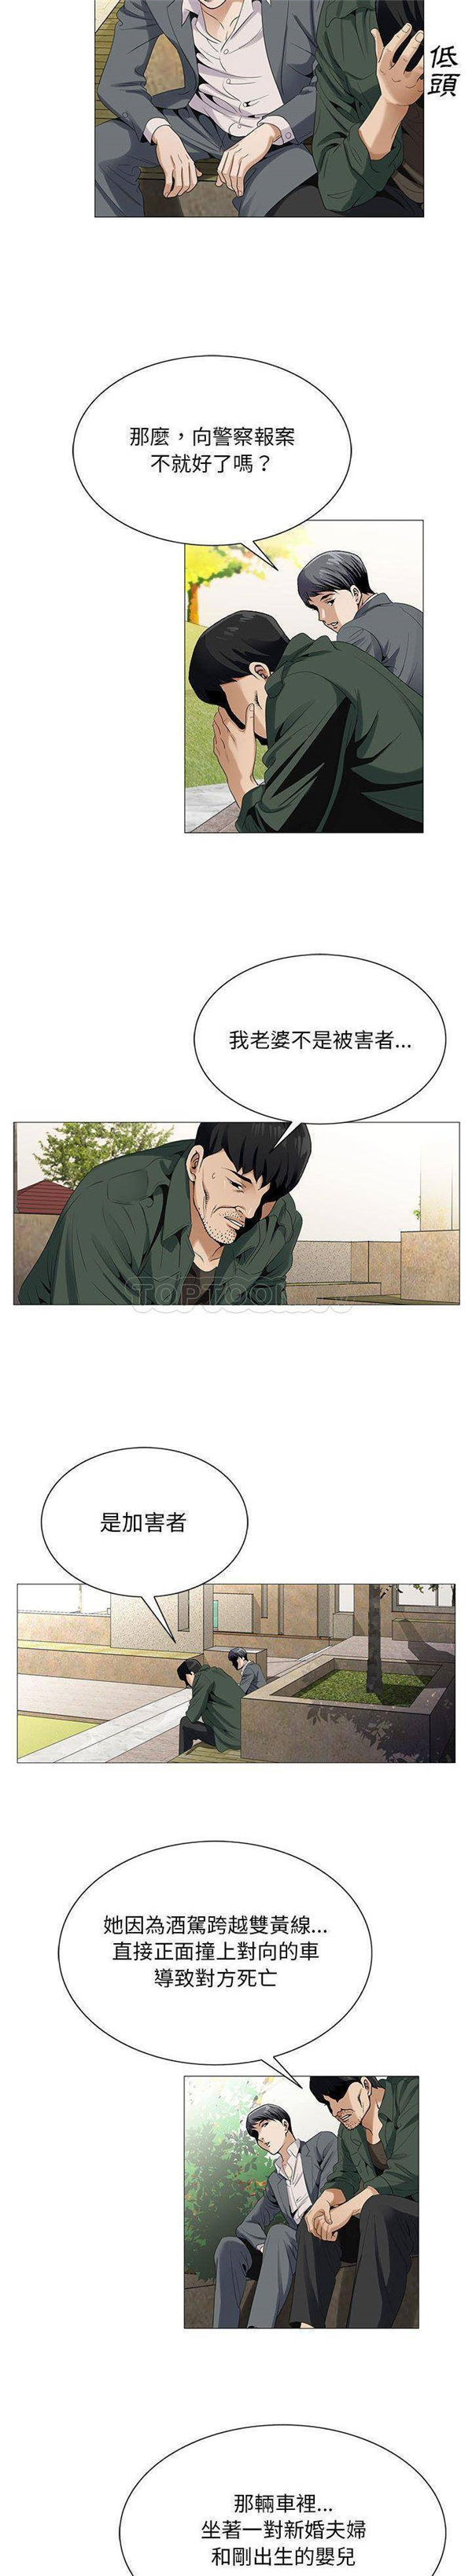 低頭
那麼，向警察報案
不就好了嗎？
我老婆不是被害者...
TOPTOON
是加害者
她因為酒駕跨越雙黃線...
直接正面撞上對向的車
導致對方死亡
那輛車裡...
坐著一對新婚夫婦
和剛出生的嬰兒